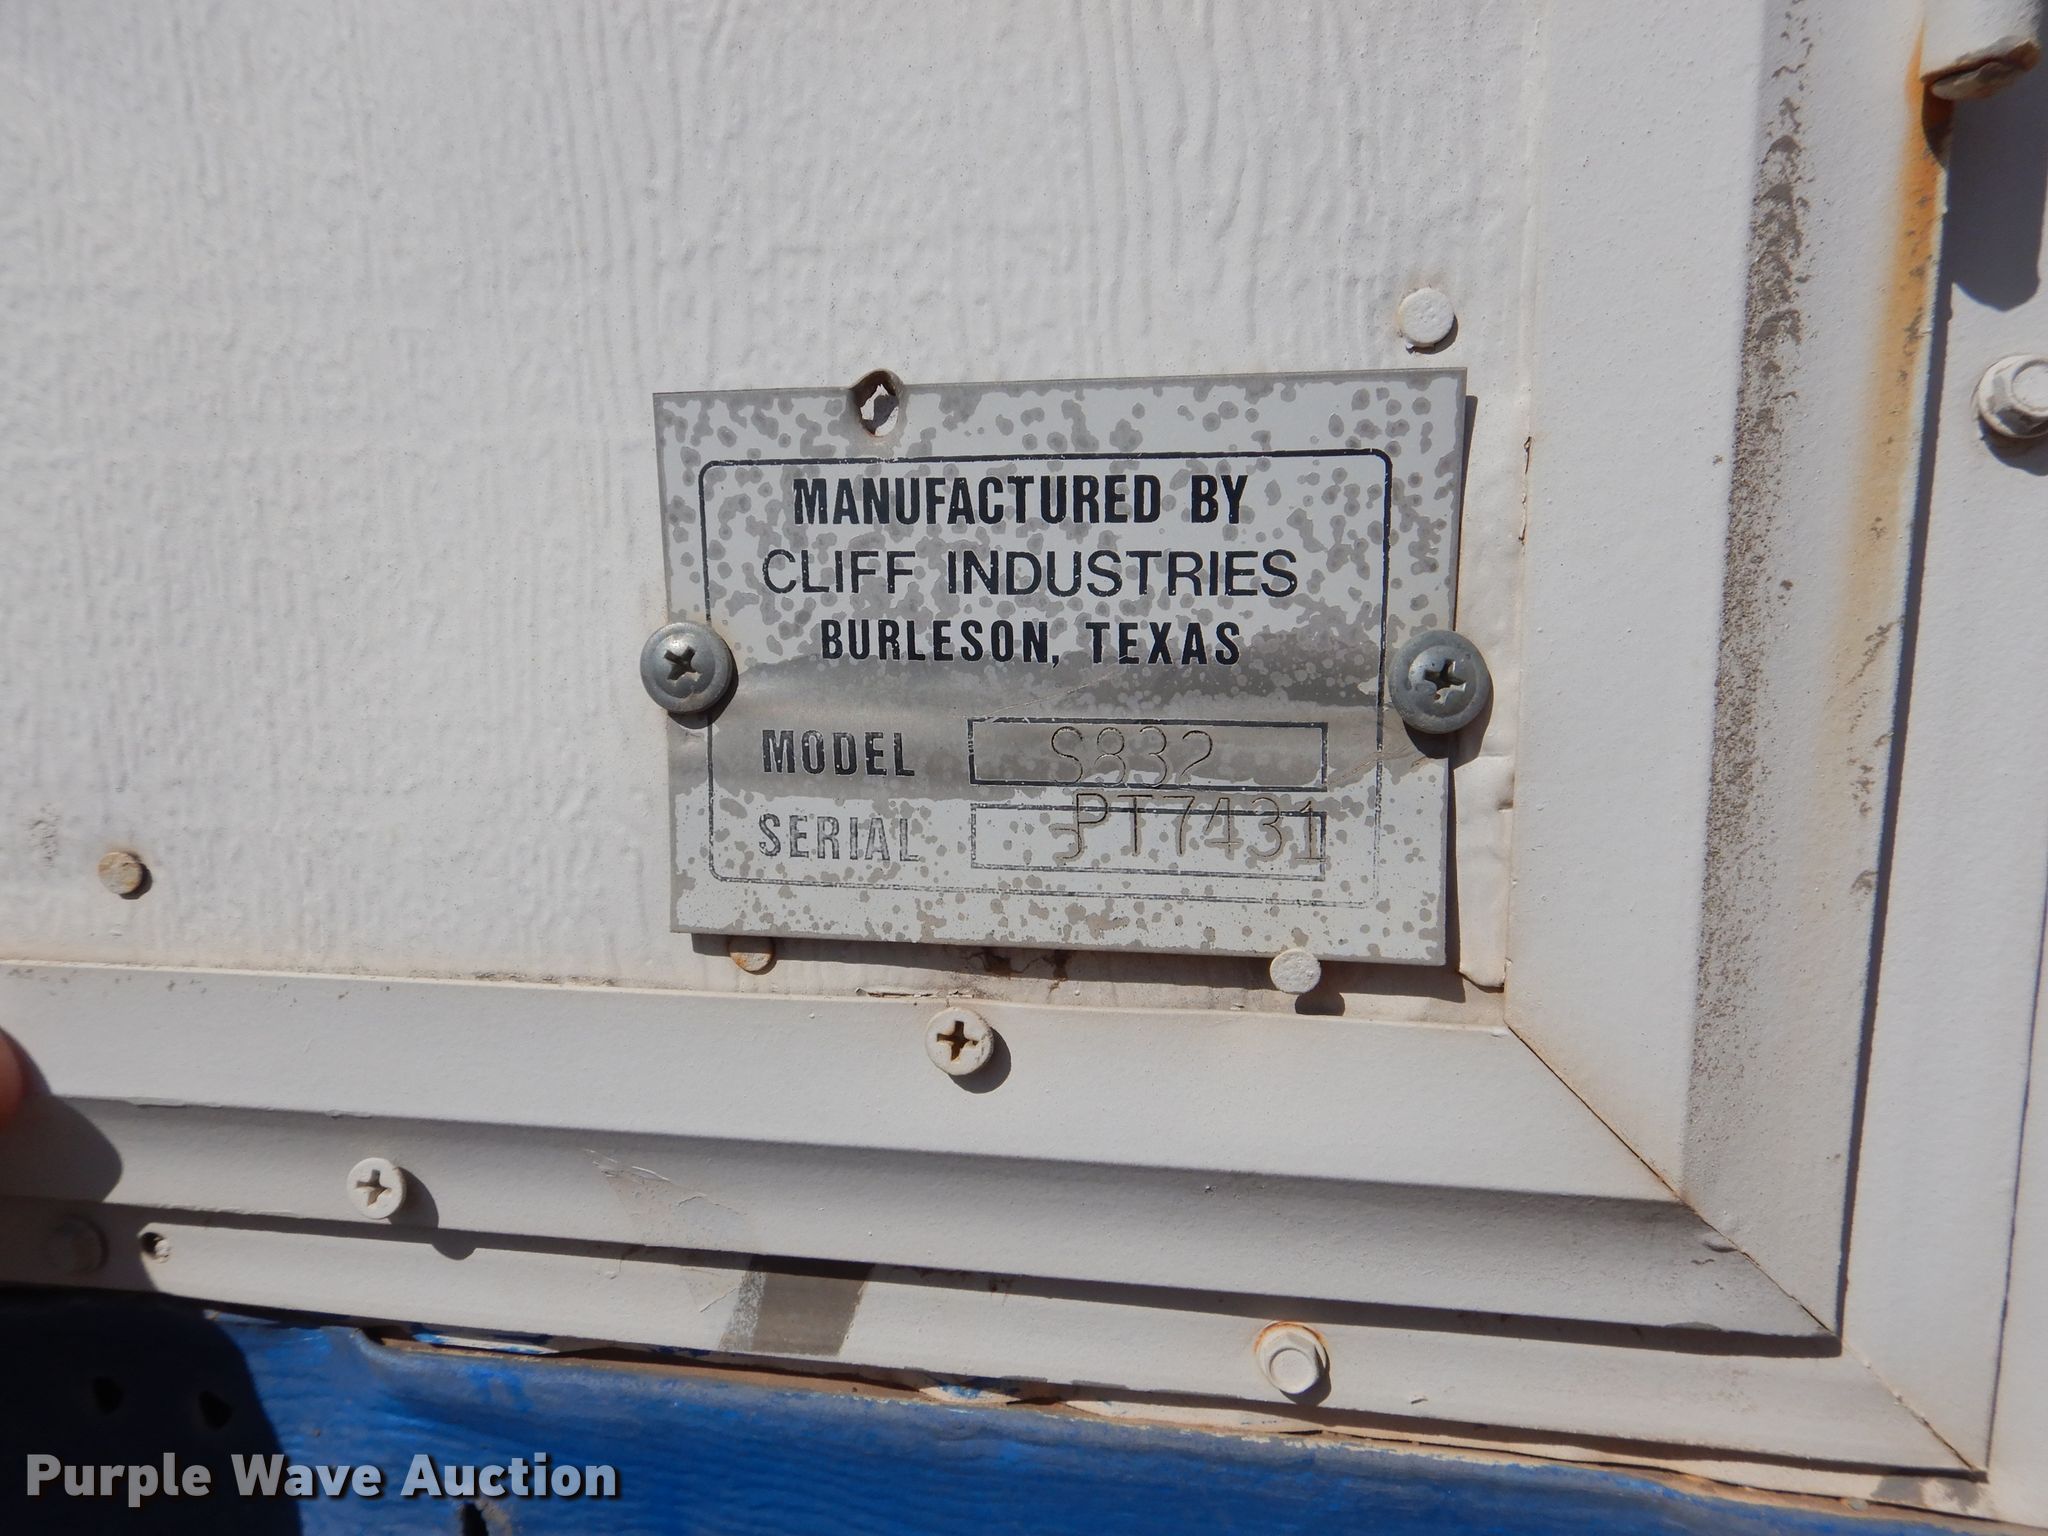 MANUFACTURED BY
CLIFF INDUSTRIES
BURLESON, TEXAS
MODEL S832
SERIAL PT7431
Purple Wave Auction